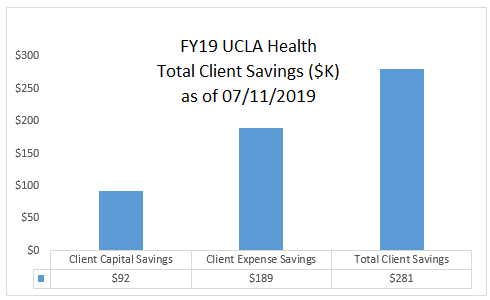 FY19 UCLA Health
Total Client Savings ($K)
as of 07/11/2019
$300
$250
$200
$150
$100
$50
$0
Client Capital Savings Client Expense Savings Total Client Savings
$92 $189 $281